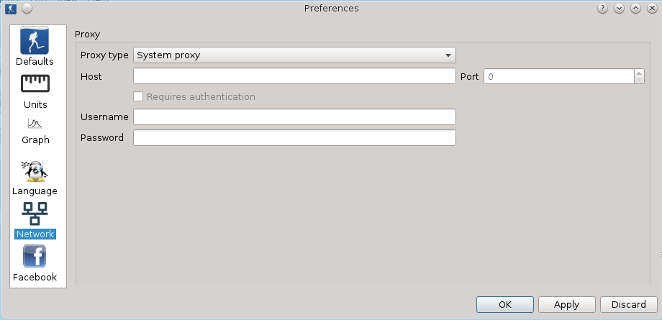 Preferences
Defaults
Units
Graph
Language
Network
Facebook
Proxy
Proxy type System proxy
Host Port 0
Requires authentication
Username
Password
OK Apply Discard